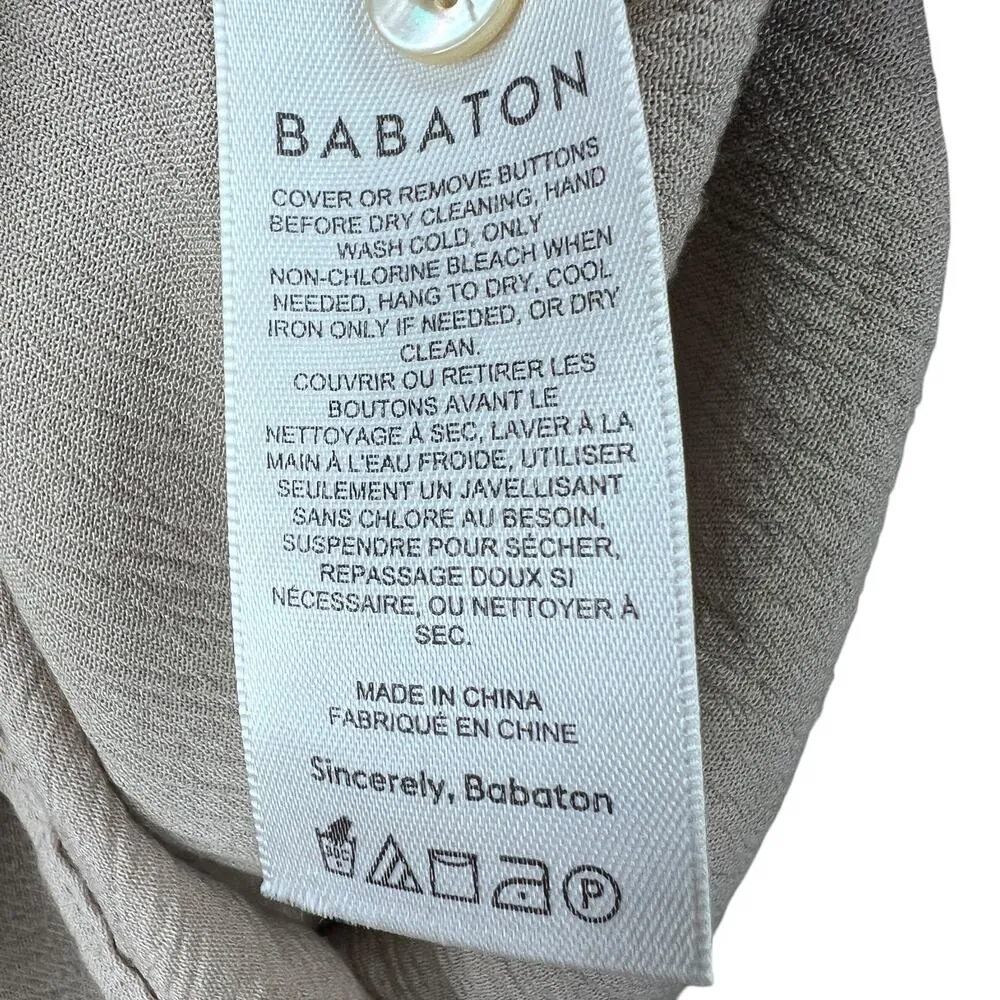 BABATON
COVER OR REMOVE BUTTONS
BEFORE DRY CLEANING, HAND
WASH COLD, ONLY
NON-CHLORINE BLEACH WHEN
NEEDED, HANG TO DRY, COOL
IRON ONLY IF NEEDED, OR DRY
CLEAN.
COUVRIR OU RETIRER LES
BOUTONS AVANT LE
NETTOYAGE À SEC, LAVER À LA
MAIN À L'EAU FROIDE, UTILISER
SEULEMENT UN JAVELLISANT
SANS CHLORE AU BESOIN,
SUSPENDRE POUR SÉCHER,
REPASSAGE DOUX SI
NÉCESSAIRE, OU NETTOYER À
SEC.
MADE IN CHINA
FABRIQUÉ EN CHINE
Sincerely, Babaton
P